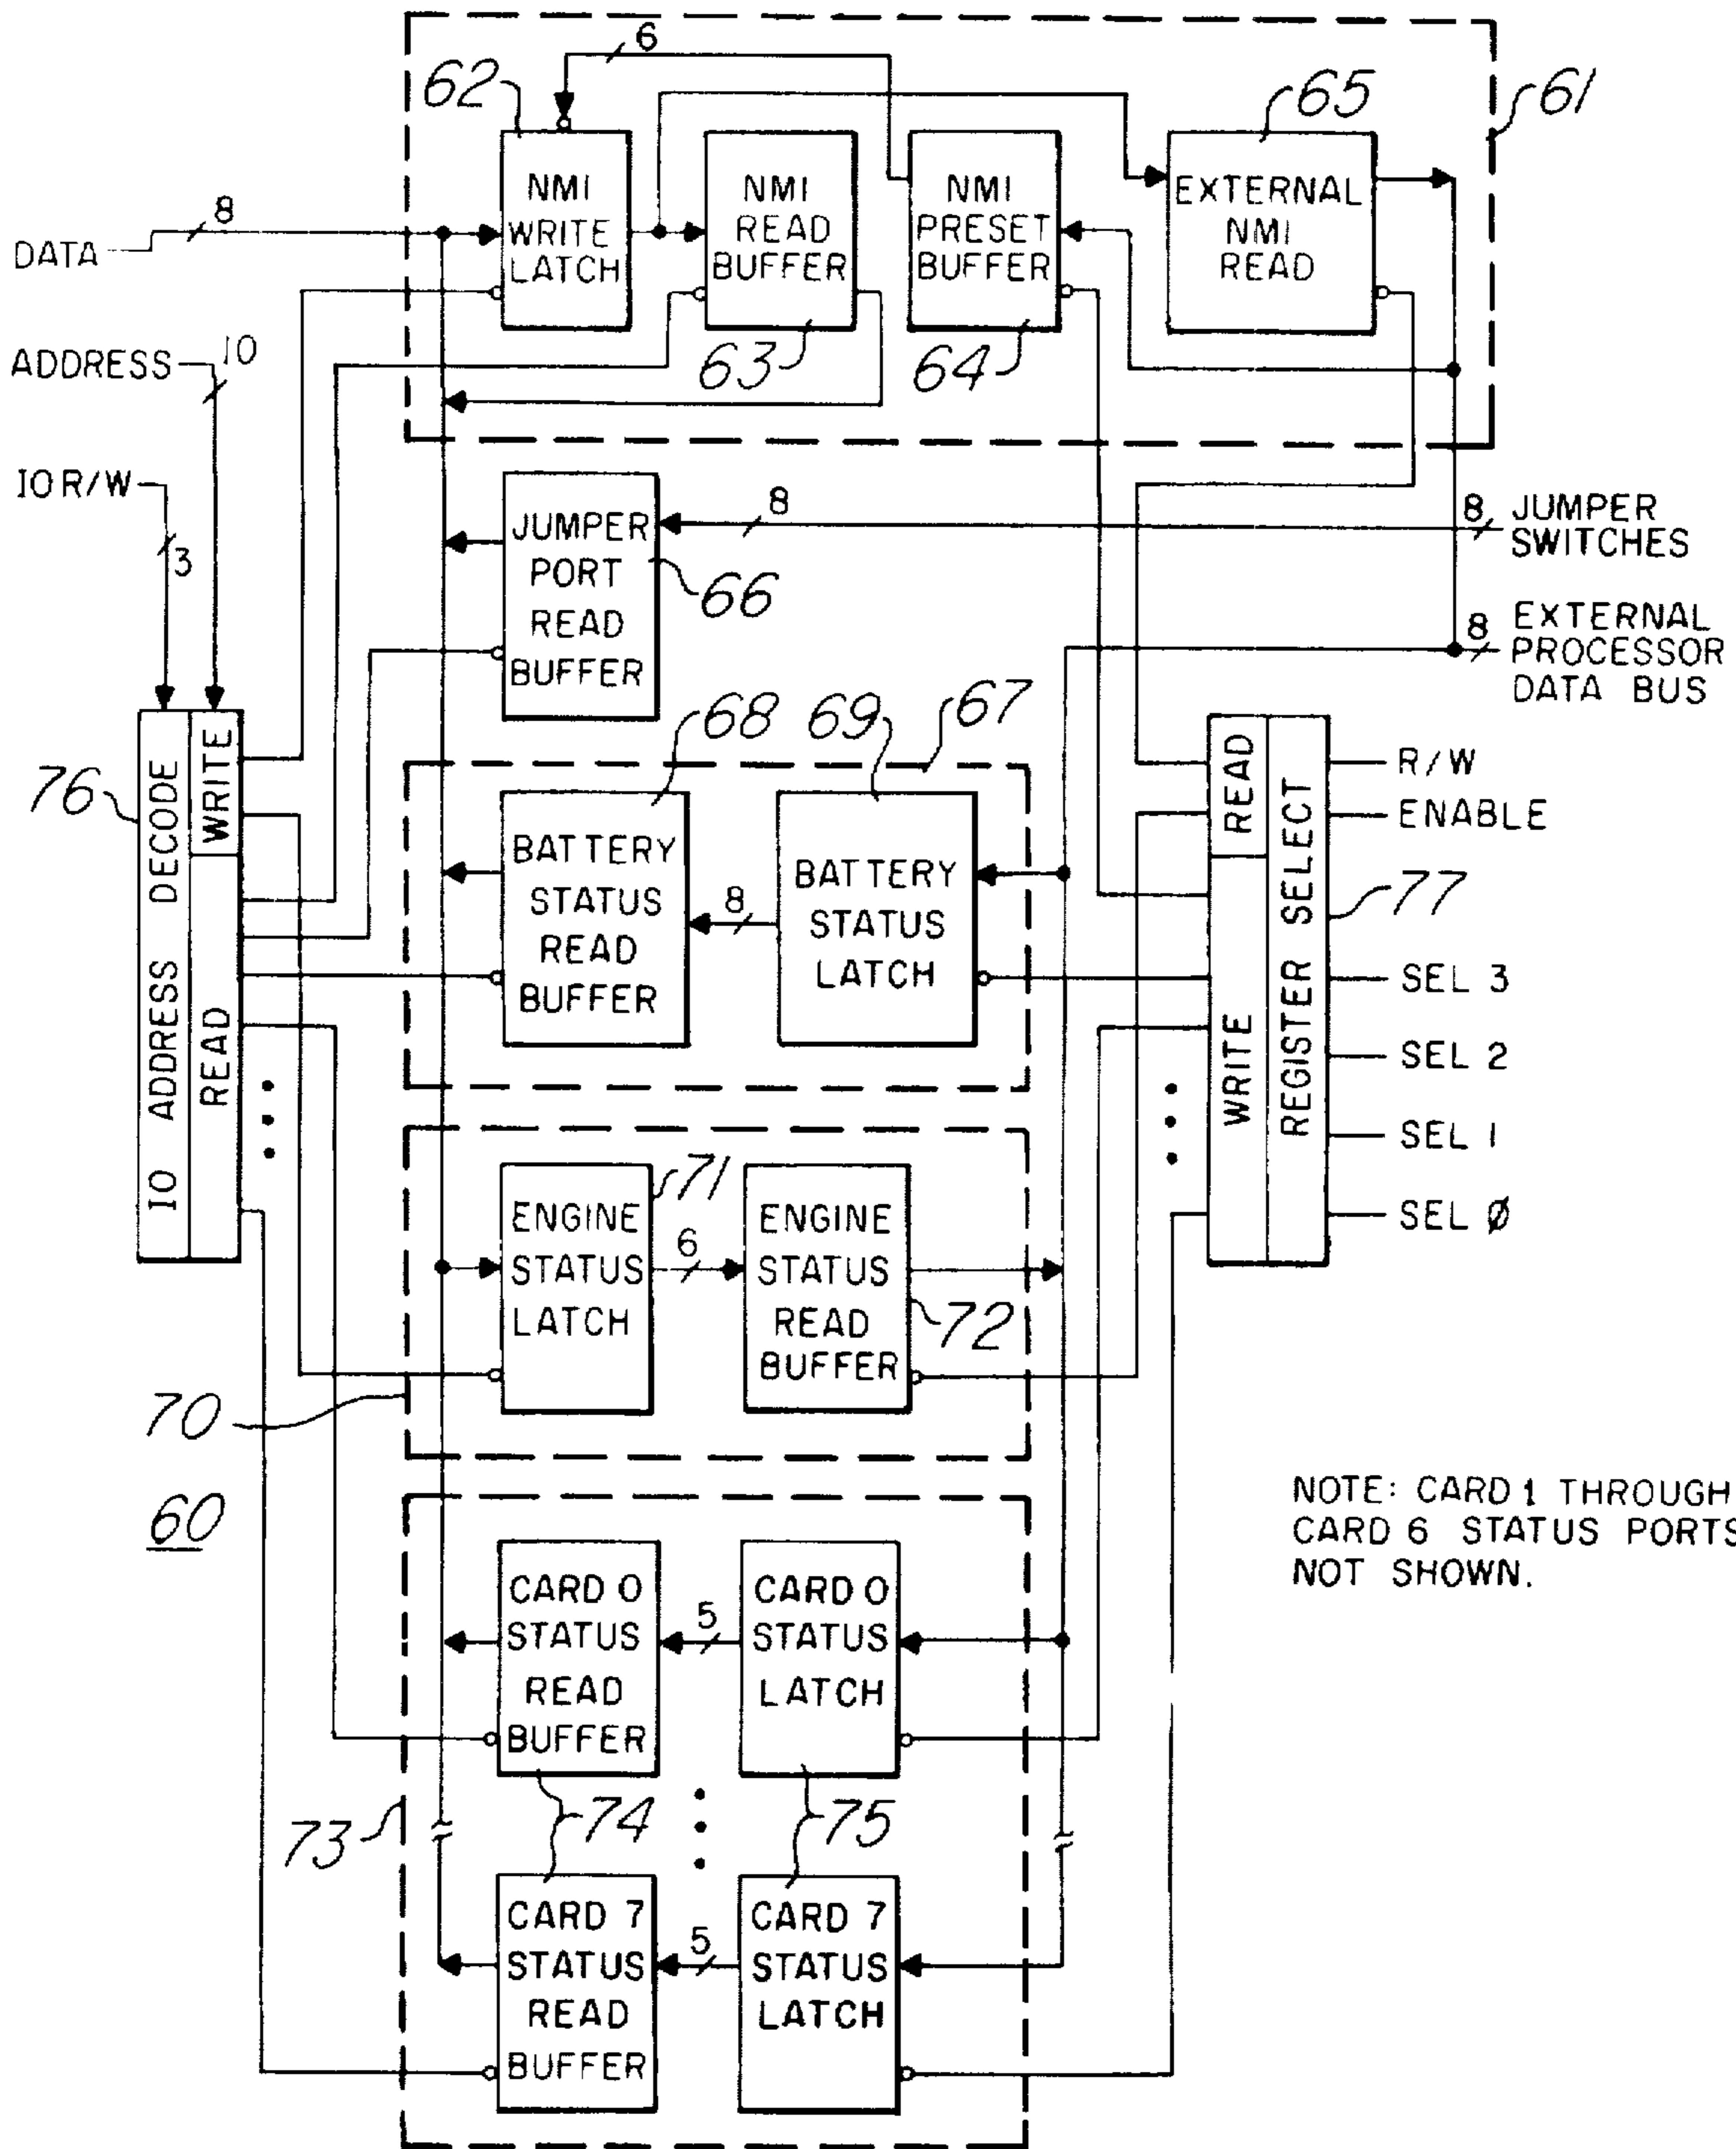 6
62
65
61
NMI
WRITE
LATCH
NMI
READ
BUFFER
NMI
PRESET
BUFFER
EXTERNAL
NMI
READ
8
DATA
63
64
ADDRESS
10
IO R/W
3
JUMPER
PORT
READ
BUFFER
66
8
8
JUMPER
SWITCHES
8
EXTERNAL
PROCESSOR
DATA BUS
76
IO ADDRESS DECODE
WRITE
READ
68
69
67
BATTERY
STATUS
READ
BUFFER
8
BATTERY
STATUS
LATCH
READ
WRITE
REGISTER SELECT
77
R/W
ENABLE
SEL 3
SEL 2
SEL 1
SEL Ø
71
ENGINE
STATUS
LATCH
6
ENGINE
STATUS
READ
BUFFER
72
70
60
NOTE: CARD 1 THROUGH
CARD 6 STATUS PORTS
NOT SHOWN.
CARD 0
STATUS
READ
BUFFER
5
CARD 0
STATUS
LATCH
73
74
75
CARD 7
STATUS
READ
BUFFER
5
CARD 7
STATUS
LATCH